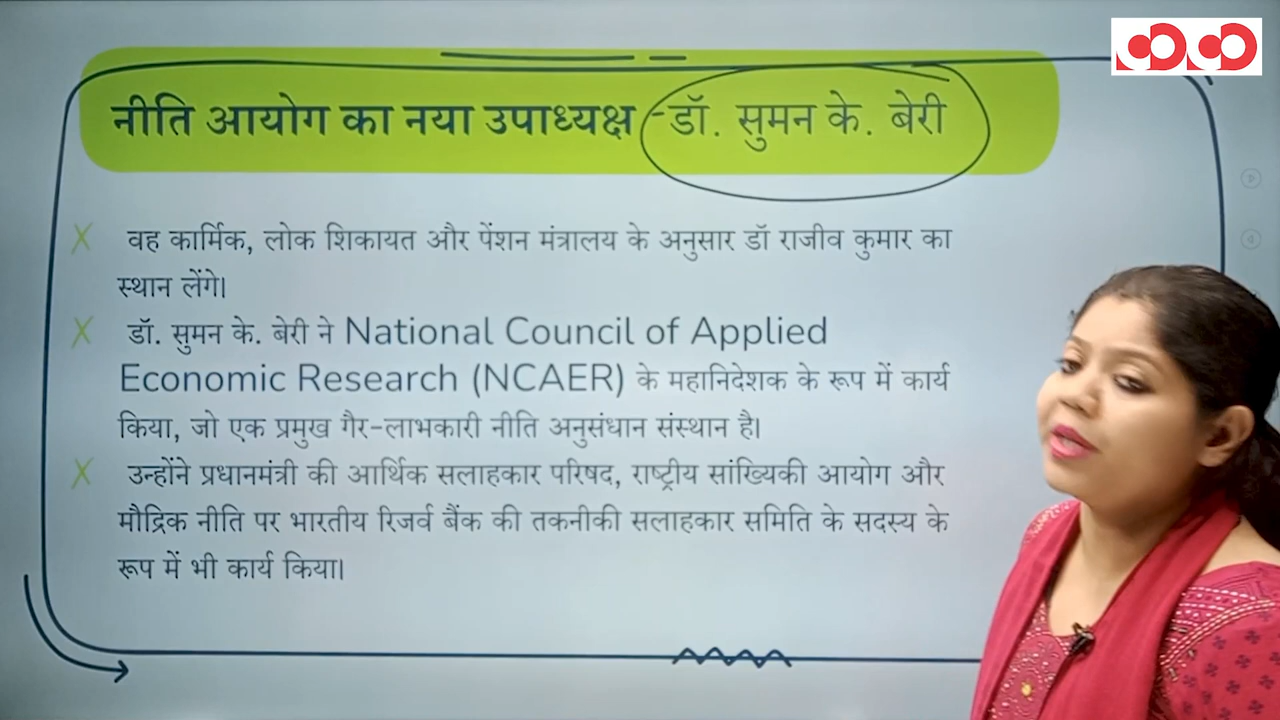 नीति आयोग का नया उपाध्यक्ष - डॉ. सुमन के. बेरी
वह कार्मिक, लोक शिकायत और पेंशन मंत्रालय के अनुसार डॉ राजीव कुमार का
स्थान लेंगे।
डॉ. सुमन के. बेरी ने National Council of Applied
Economic Research (NCAER) के महानिदेशक के रूप में कार्य
किया, जो एक प्रमुख गैर-लाभकारी नीति अनुसंधान संस्थान है।
उन्होंने प्रधानमंत्री की आर्थिक सलाहकार परिषद, राष्ट्रीय सांख्यिकी आयोग और
मौद्रिक नीति पर भारतीय रिजर्व बैंक की तकनीकी सलाहकार समिति के सदस्य के
रूप में भी कार्य किया।